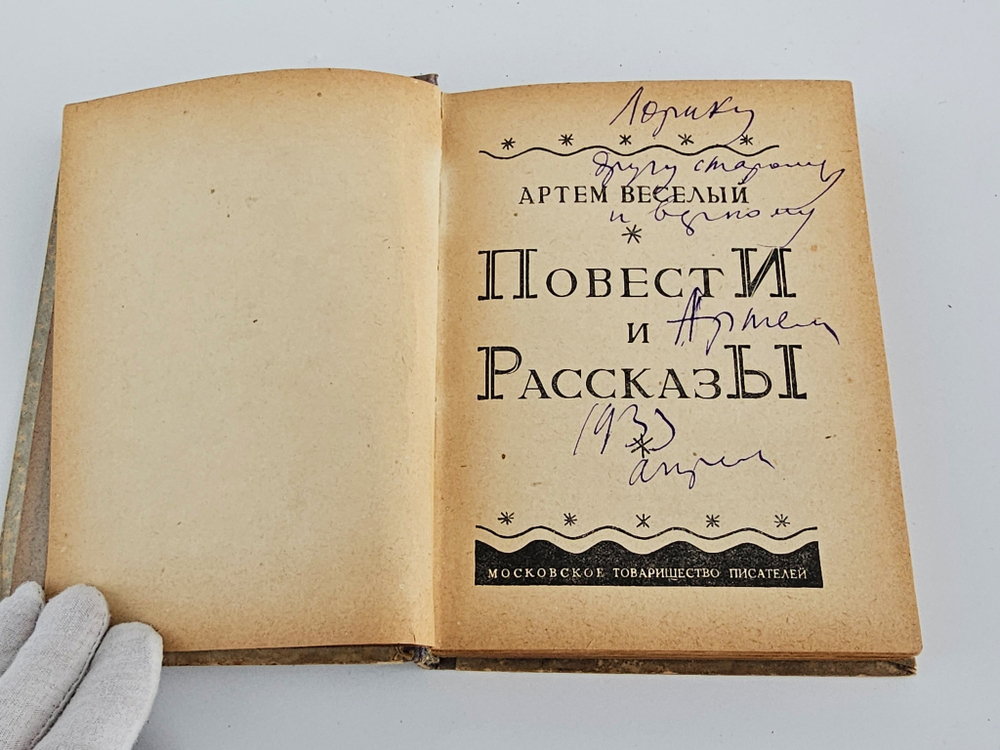 Лорику
другу старому
АРТЕМ ВЕСЕЛЫЙ
и верному
ПОВЕСТИ
И
Артем
РАССКАЗЫ
1933
апрель
МОСКОВСКОЕ ТОВАРИЩЕСТВО ПИСАТЕЛЕЙ